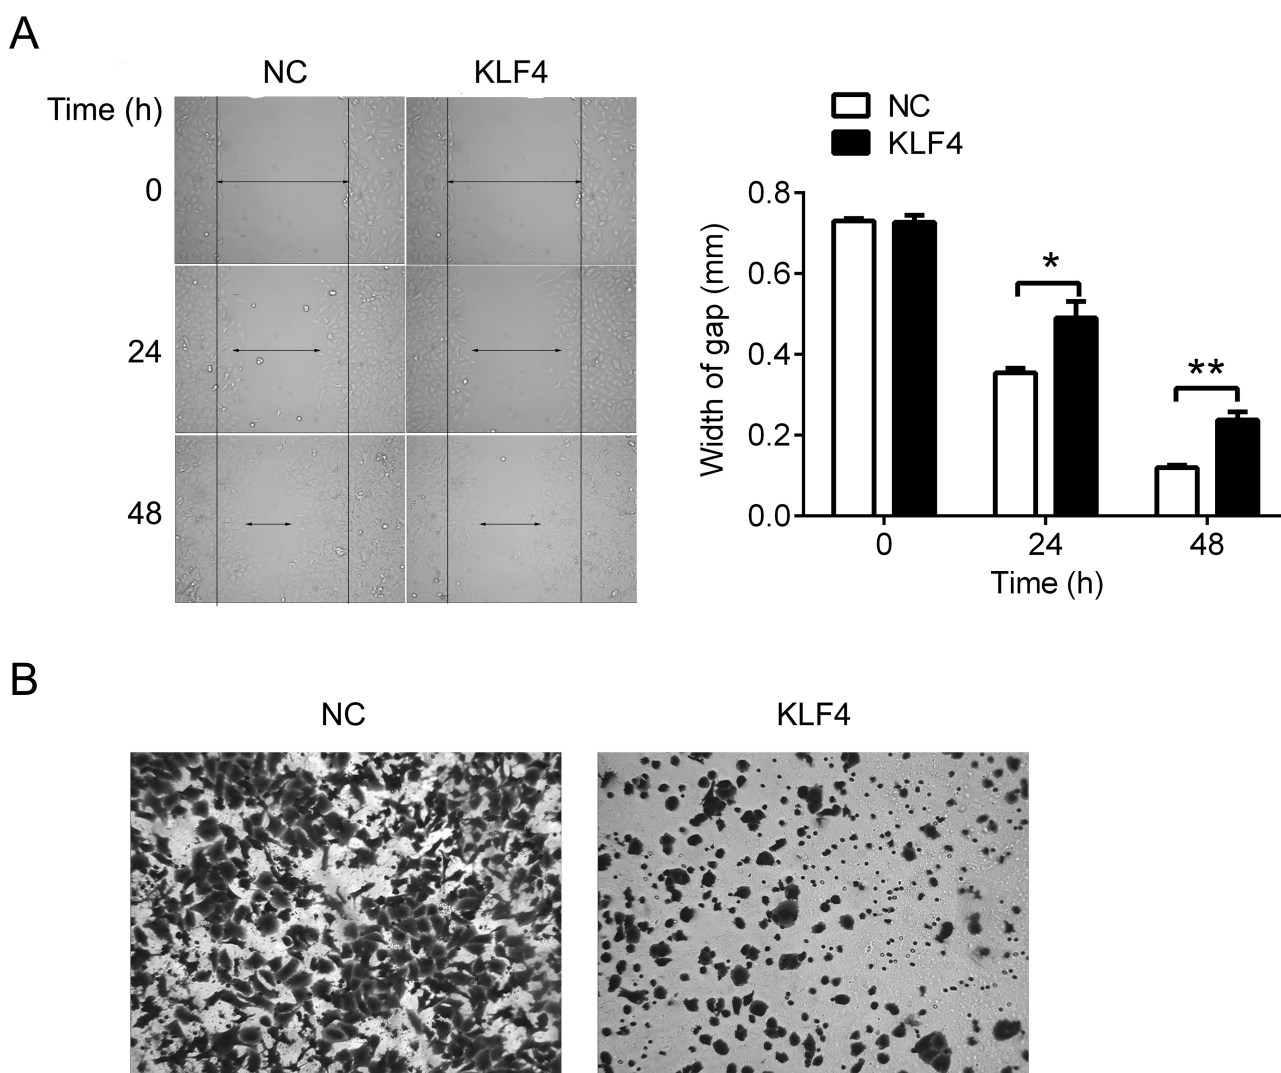 A
NC KLF4
Time (h)
0
24
48
NC
KLF4
Width of gap (mm)
0.8
0.6
0.4
0.2
0.0
*
**
0 24 48
Time (h)
B
NC KLF4